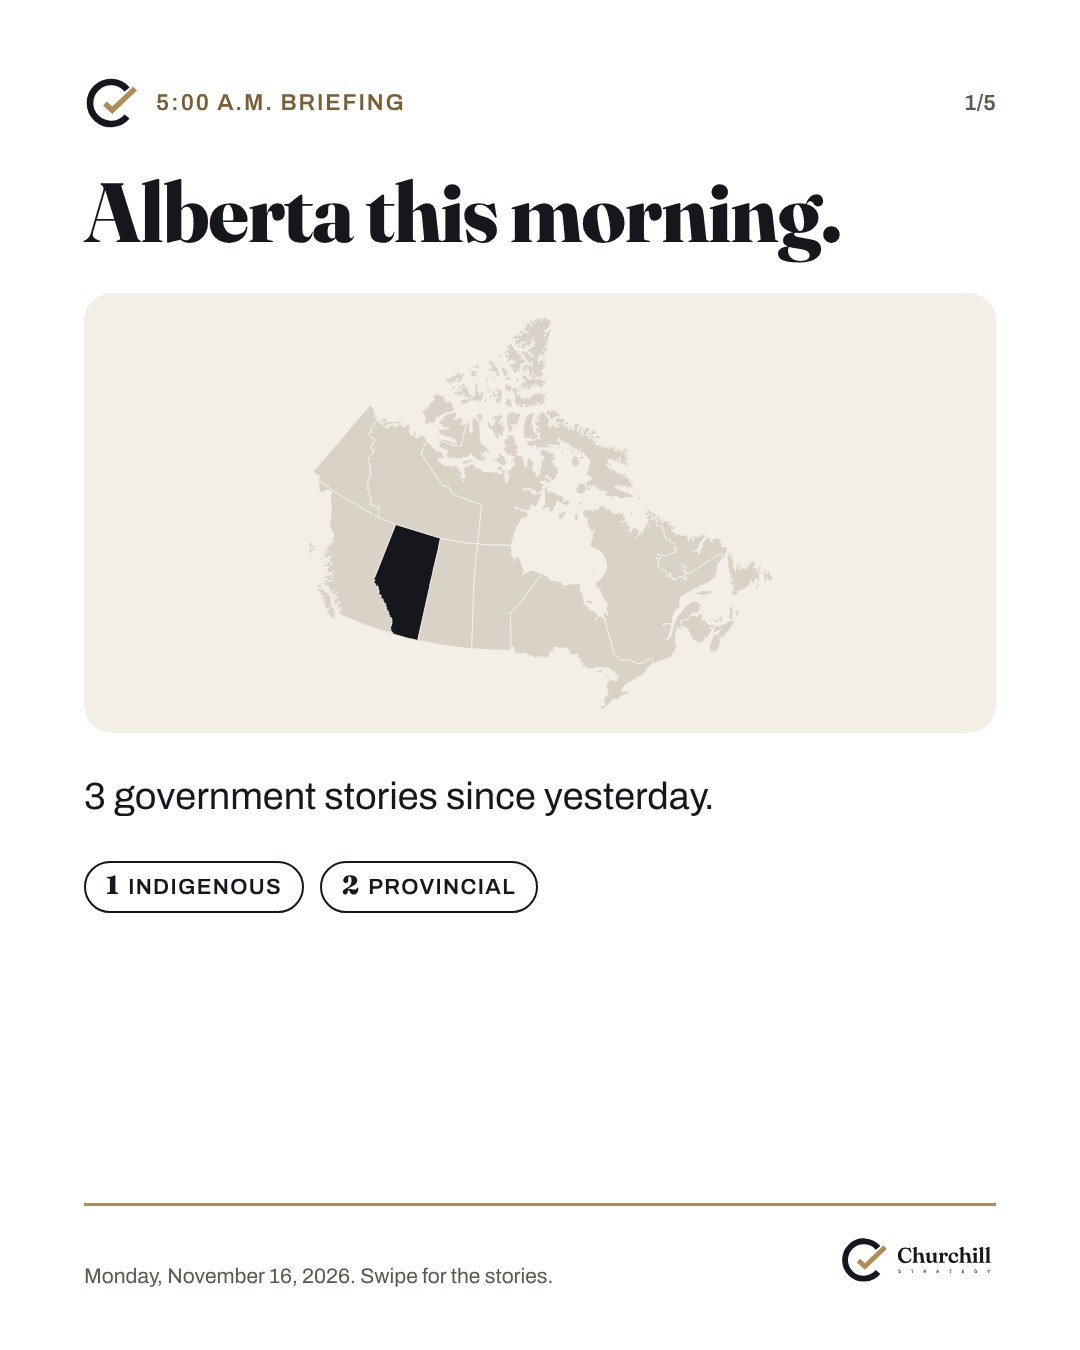 5:00 A.M. BRIEFING
1/5
Alberta this morning.
3 government stories since yesterday.
1 INDIGENOUS
2 PROVINCIAL
Monday, November 16, 2026. Swipe for the stories.
Churchill
STRATEGY